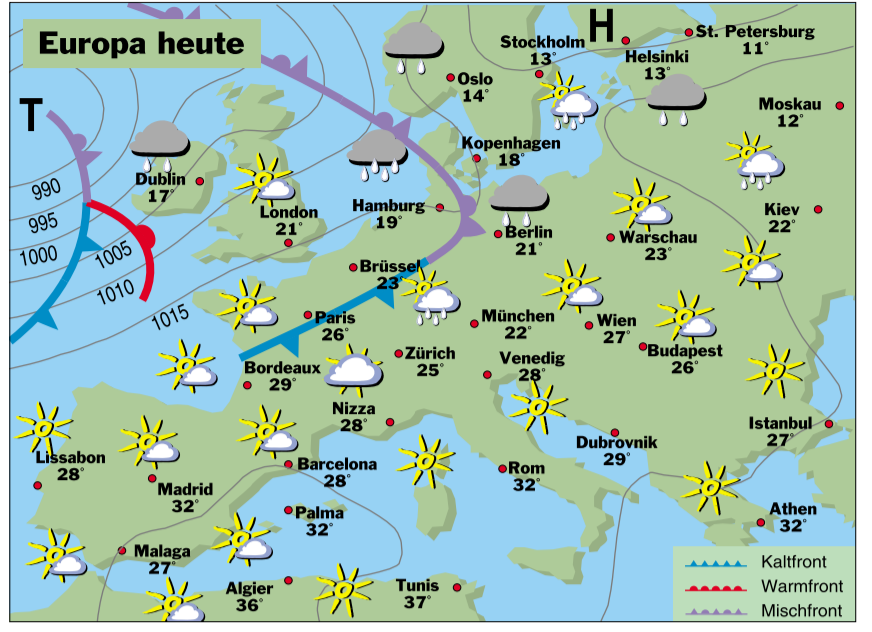 Europa heute
H
T
Stockholm
13°
Helsinki
13°
St. Petersburg
11°
Oslo
14°
Moskau
12°
Kopenhagen
18°
Dublin
17°
990
995
1000
1005
1010
1015
London
21°
Hamburg
19°
Berlin
21°
Warschau
23°
Kiev
22°
Brüssel
23°
Paris
26°
München
22°
Wien
27°
Budapest
26°
Zürich
25°
Venedig
28°
Bordeaux
29°
Nizza
28°
Istanbul
27°
Dubrovnik
29°
Lissabon
28°
Madrid
32°
Barcelona
28°
Rom
32°
Palma
32°
Athen
32°
Malaga
27°
Algier
36°
Tunis
37°
Kaltfront
Warmfront
Mischfront